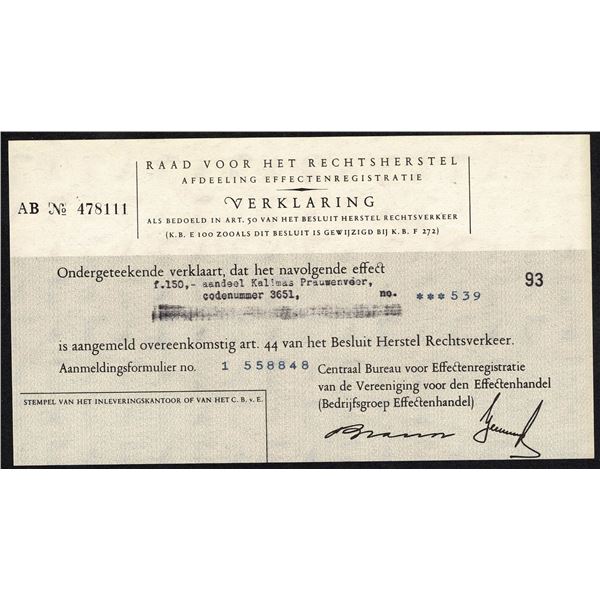 RAAD VOOR HET RECHTSHERSTEL
AFDEELING EFFECTENREGISTRATIE
VERKLARING
ALS BEDOELD IN ART. 50 VAN HET BESLUIT HERSTEL RECHTSVERKEER
(K.B. E 100 ZOOALS DIT BESLUIT IS GEWIJZIGD BIJ K.B. F 272)
AB No 478111
Ondergeteekende verklaart, dat het navolgende effect
f.150,- aandeel Kalimas Prauwenveer,
codenummer 3651, no. ***539
93
is aangemeld overeenkomstig art. 44 van het Besluit Herstel Rechtsverkeer.
Aanmeldingsformulier no. 1 558848
Centraal Bureau voor Effectenregistratie
van de Vereeniging voor den Effectenhandel
(Bedrijfsgroep Effectenhandel)
STEMPEL VAN HET INLEVERINGSKANTOOR OF VAN HET C. B. v. E.